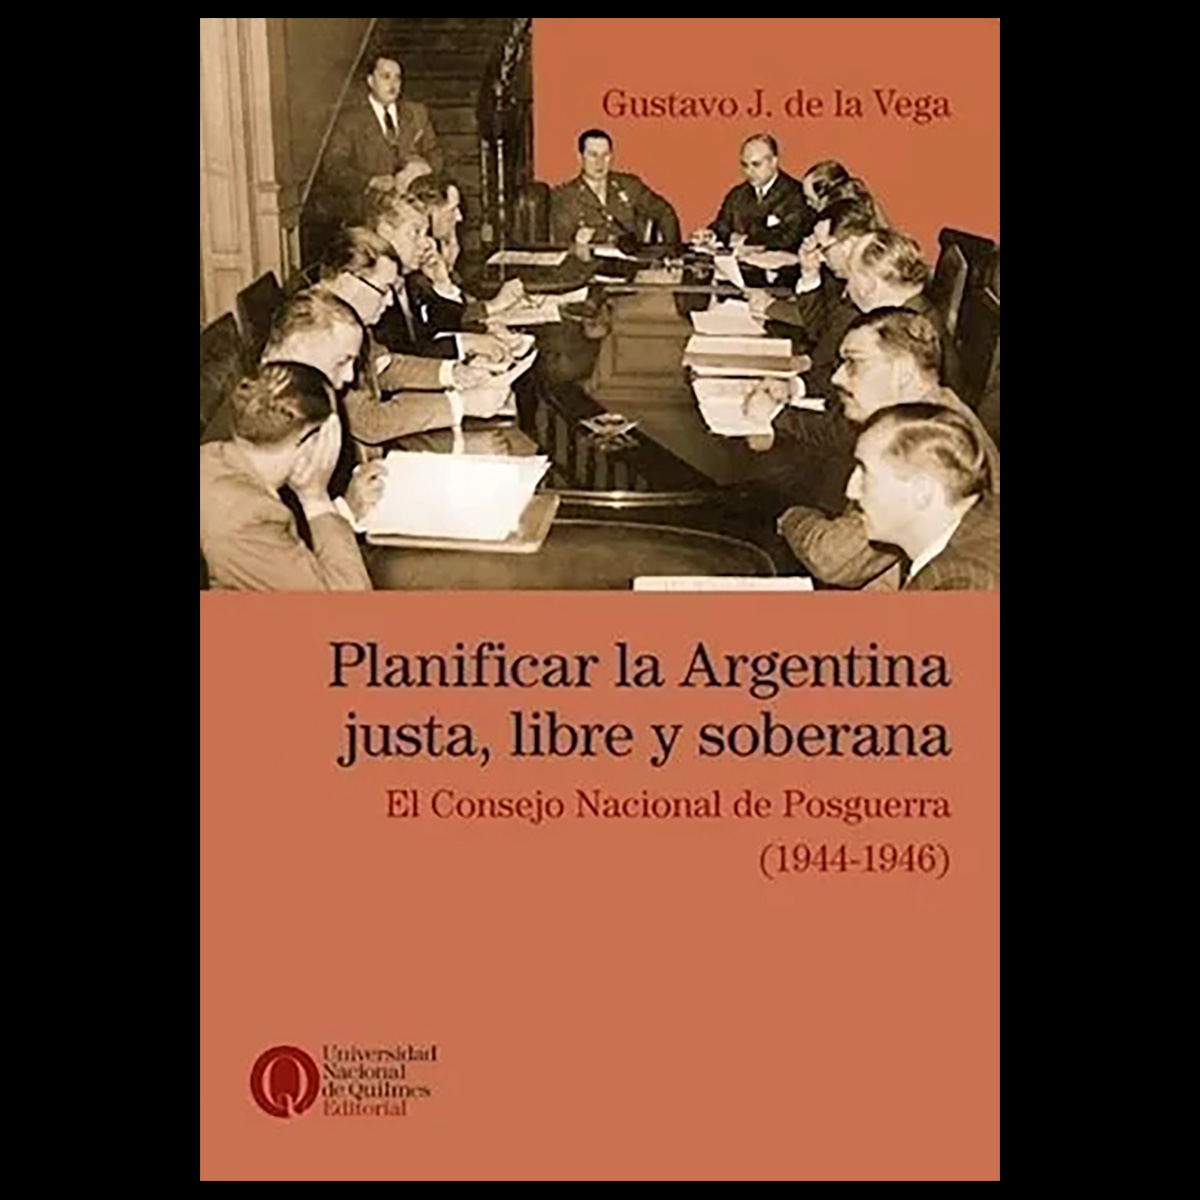 Gustavo J. de la Vega
Planificar la Argentina
justa, libre y soberana
El Consejo Nacional de Posguerra
(1944-1946)
Universidad
Nacional
de Quilmes
Editorial